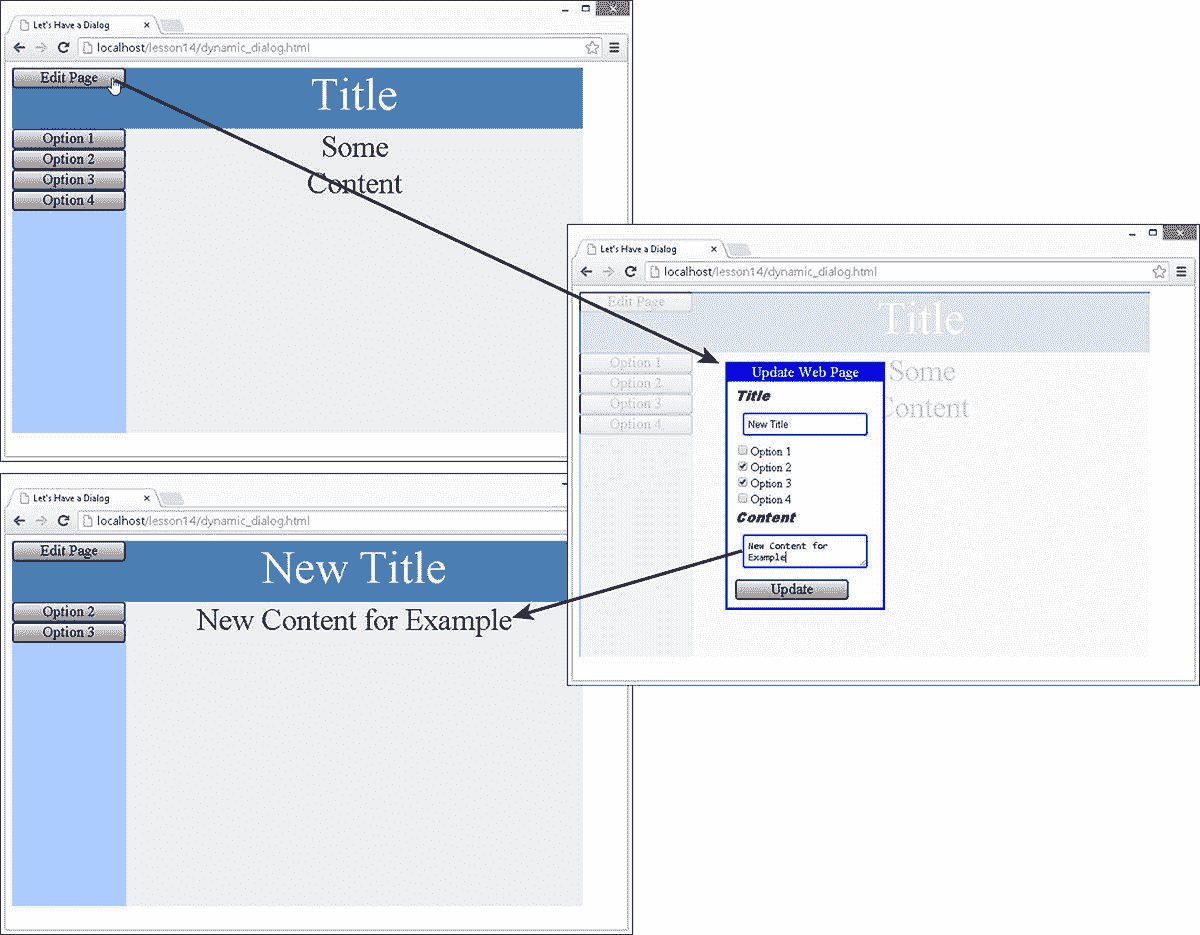 Let's Have a Dialog
localhost/lesson14/dynamic_dialog.html
Edit Page
Title
Option 1
Option 2
Option 3
Option 4
Some
Content
Let's Have a Dialog
localhost/lesson14/dynamic_dialog.html
Edit Page
Title
Option 1
Option 2
Option 3
Option 4
Some
Content
Update Web Page
Title
New Title
Option 1
Option 2
Option 3
Option 4
Content
New Content for
Example
Update
Let's Have a Dialog
localhost/lesson14/dynamic_dialog.html
Edit Page
New Title
Option 2
Option 3
New Content for Example